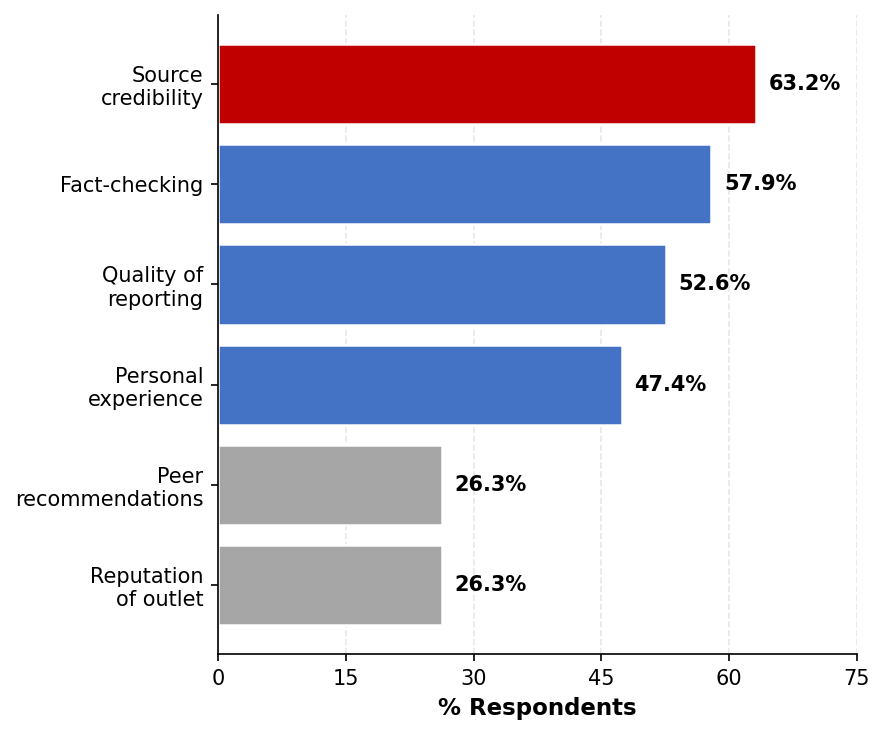 Source
credibility
63.2%
Fact-checking
57.9%
Quality of
reporting
52.6%
Personal
experience
47.4%
Peer
recommendations
26.3%
Reputation
of outlet
26.3%
0 15 30 45 60 75
% Respondents